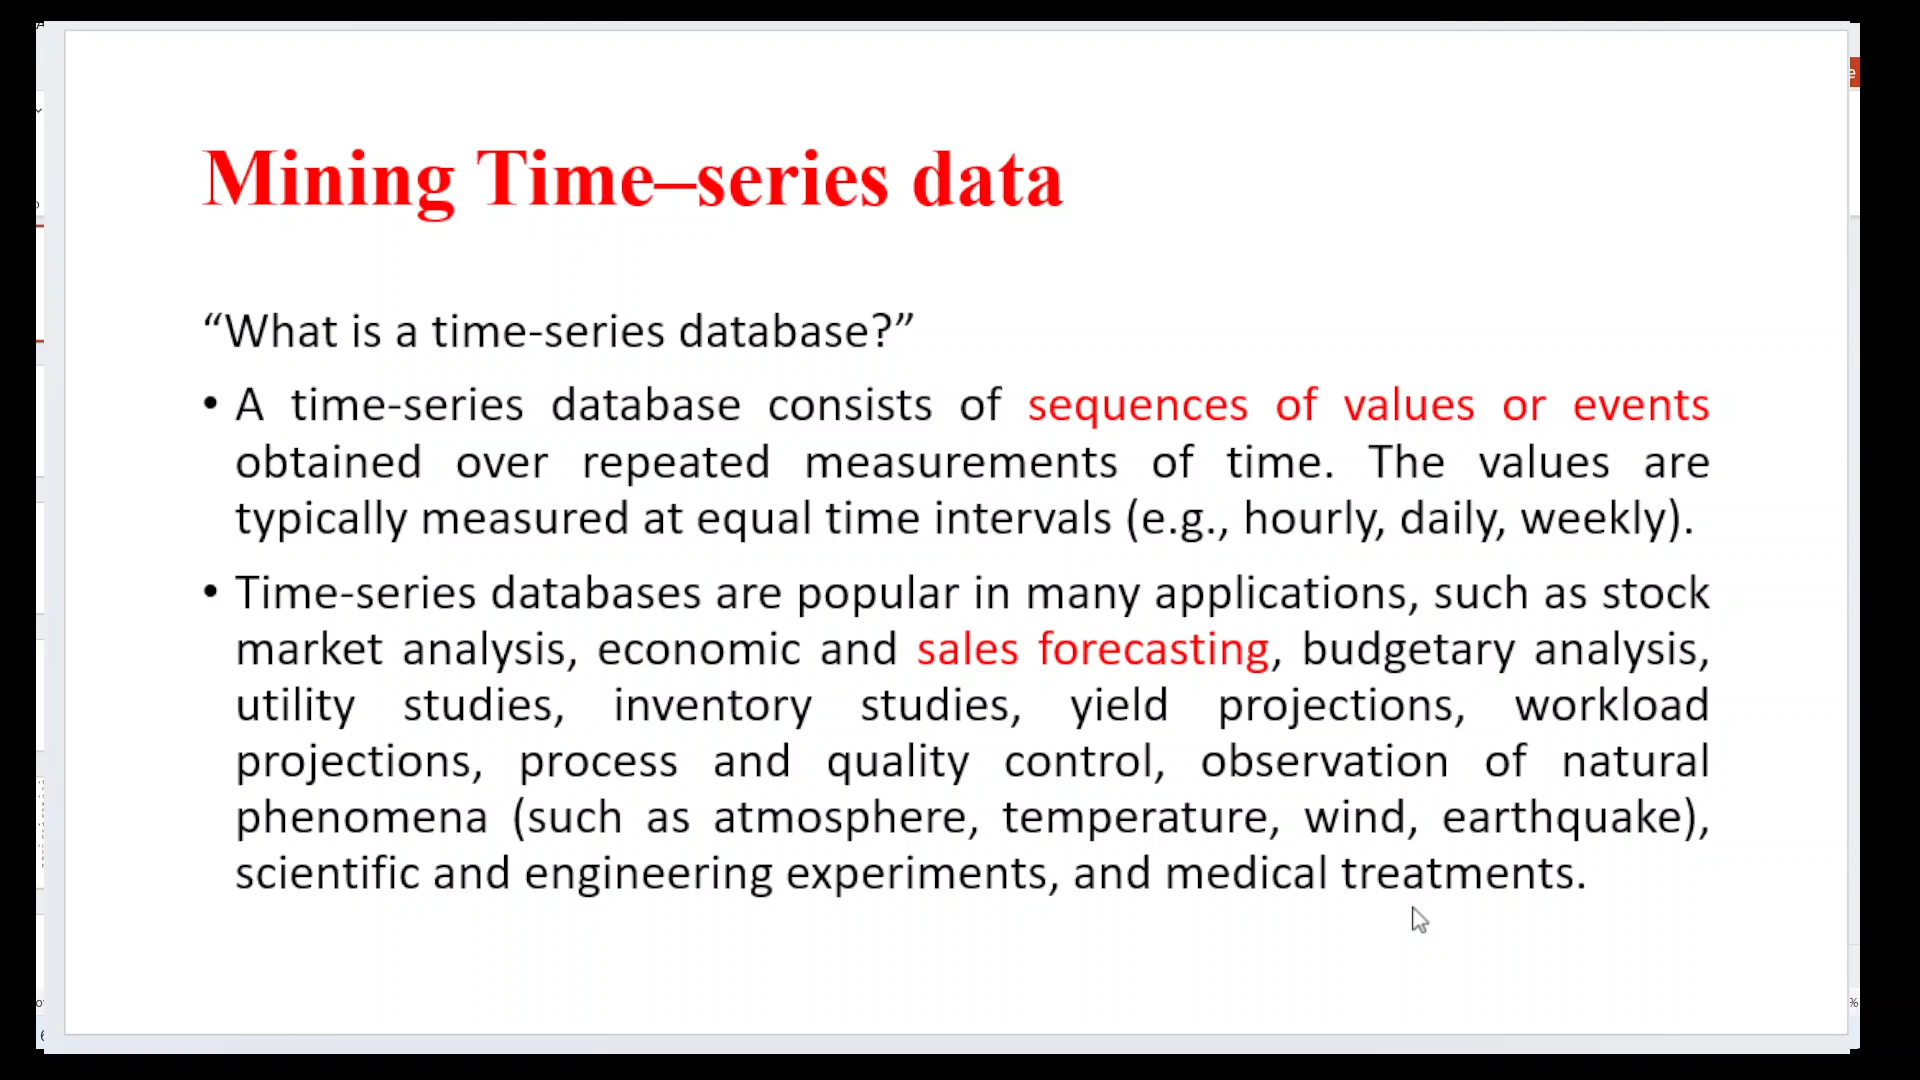 Mining Time–series data
“What is a time-series database?”
• A time-series database consists of sequences of values or events
obtained over repeated measurements of time. The values are
typically measured at equal time intervals (e.g., hourly, daily, weekly).
• Time-series databases are popular in many applications, such as stock
market analysis, economic and sales forecasting, budgetary analysis,
utility studies, inventory studies, yield projections, workload
projections, process and quality control, observation of natural
phenomena (such as atmosphere, temperature, wind, earthquake),
scientific and engineering experiments, and medical treatments.